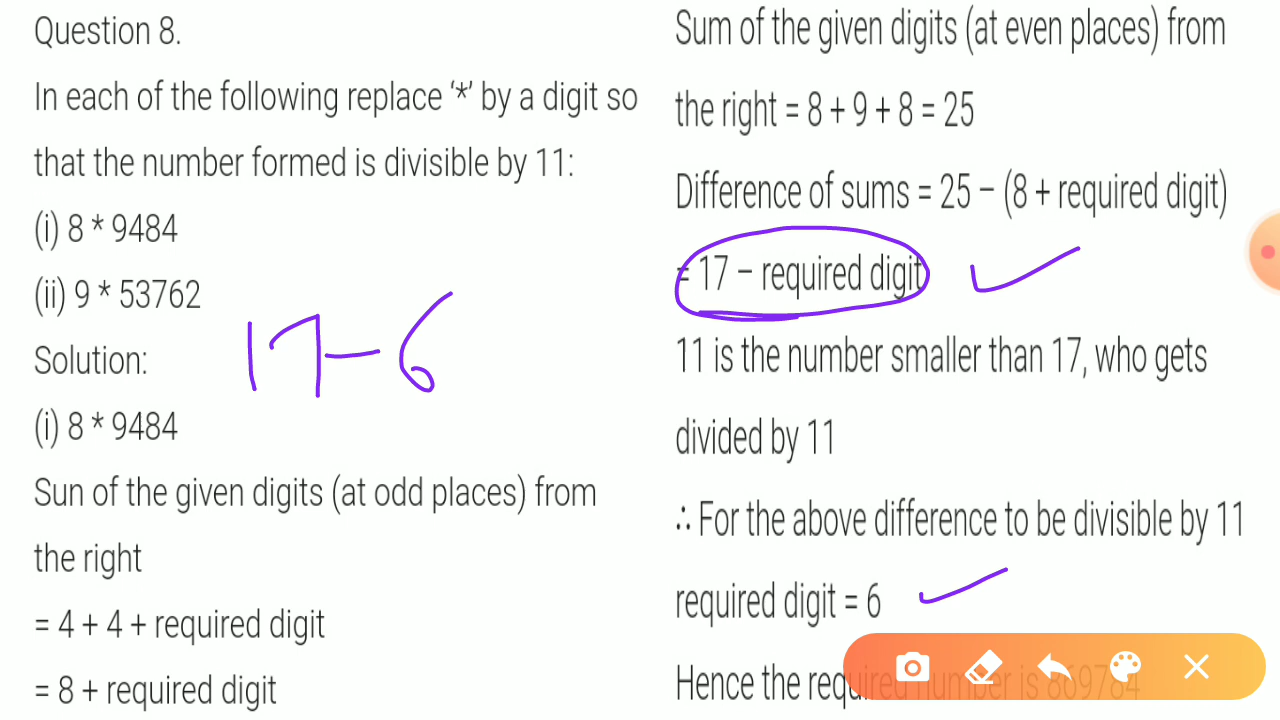 Question 8.
In each of the following replace ‘*’ by a digit so
that the number formed is divisible by 11:
(i) 8 * 9484
(ii) 9 * 53762
Solution:
(i) 8 * 9484
Sun of the given digits (at odd places) from
the right
= 4 + 4 + required digit
= 8 + required digit
17-6
Sum of the given digits (at even places) from
the right = 8 + 9 + 8 = 25
Difference of sums = 25 – (8 + required digit)
= 17 – required digit
11 is the number smaller than 17, who gets
divided by 11
∴ For the above difference to be divisible by 11
required digit = 6
Hence the required number is 869784